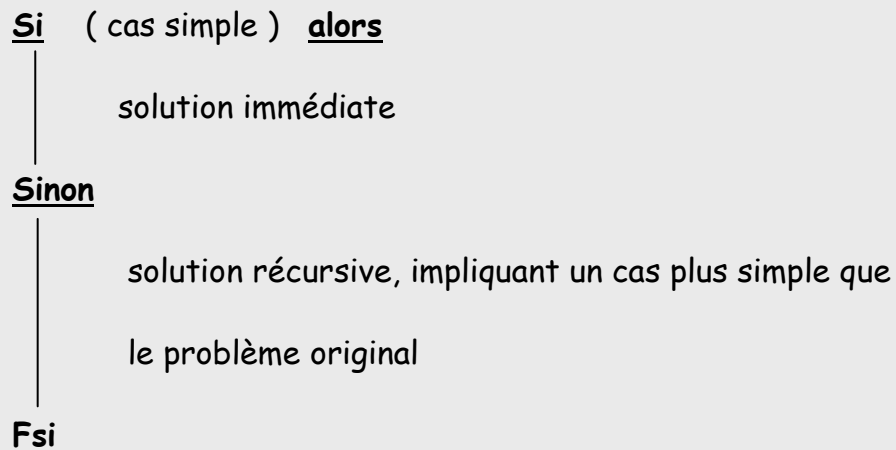 Si ( cas simple ) alors
solution immédiate
Sinon
solution récursive, impliquant un cas plus simple que
le problème original
Fsi